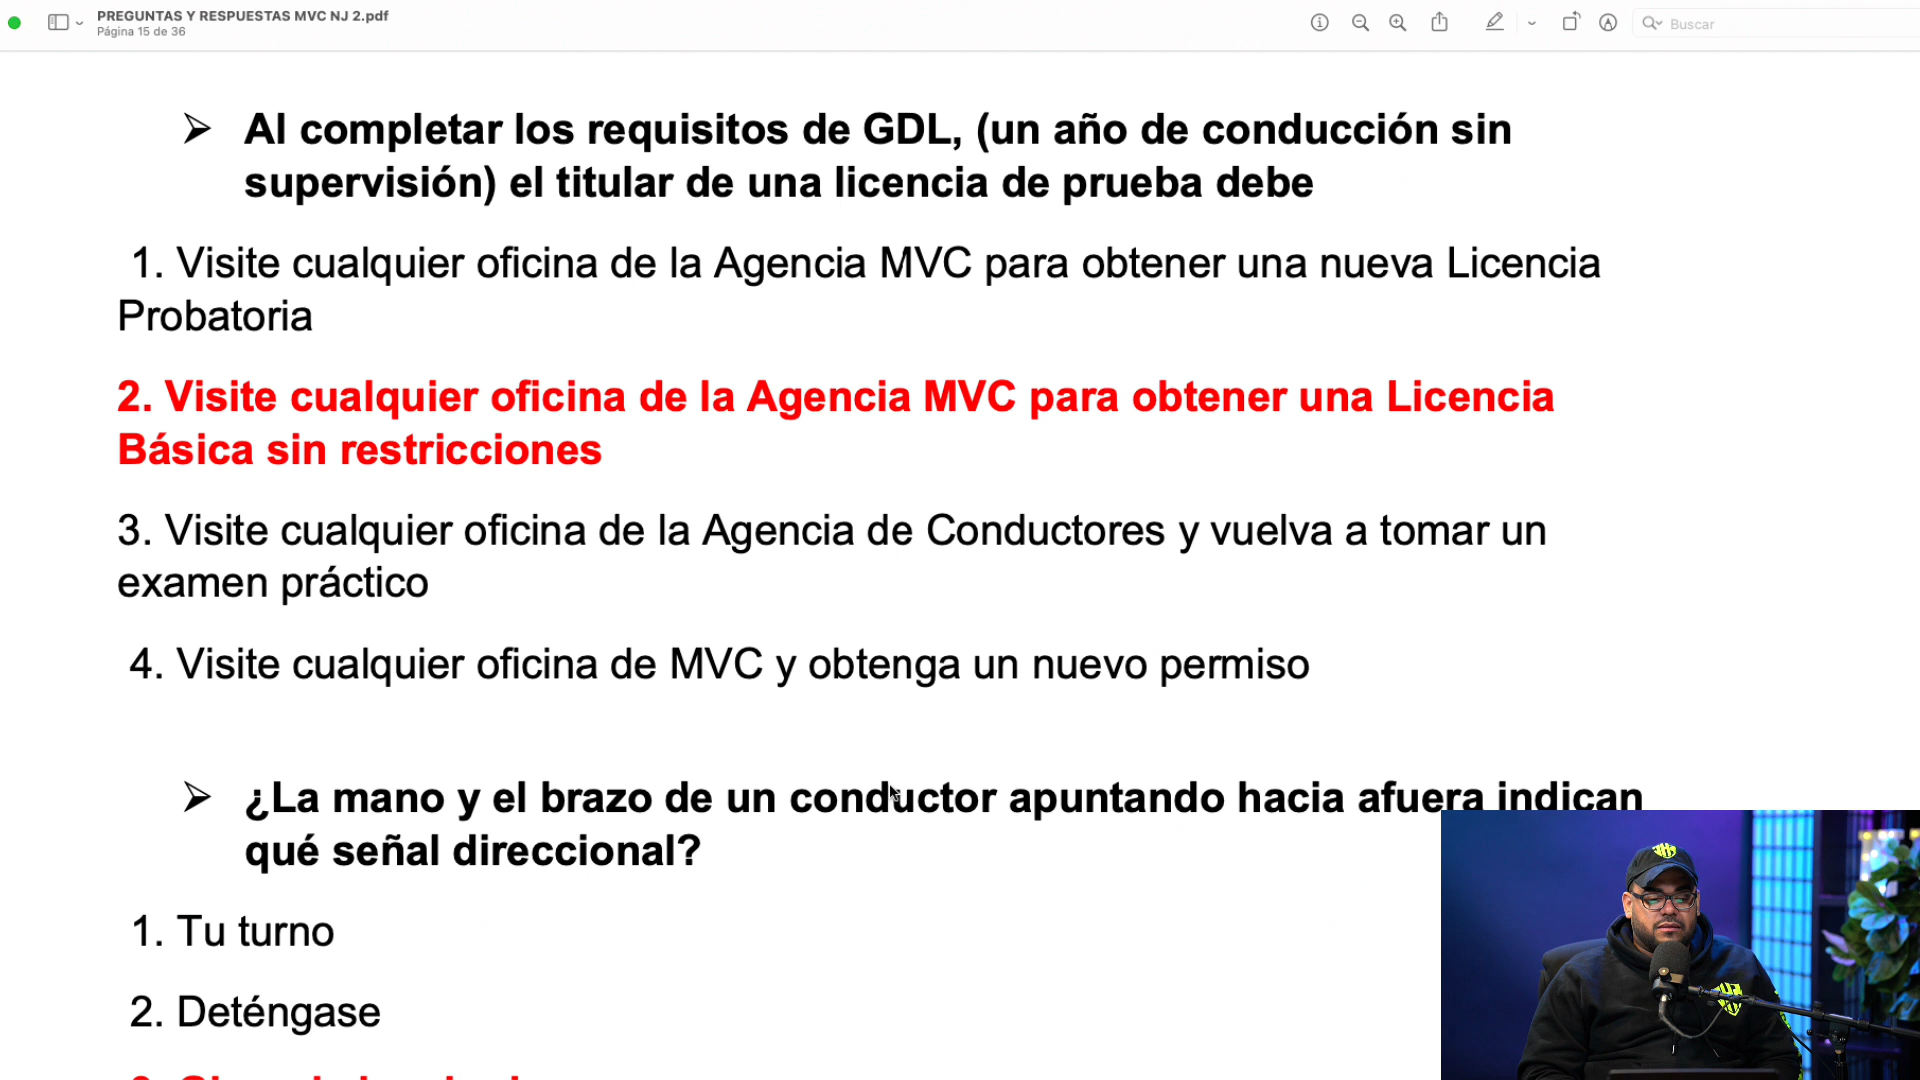 PREGUNTAS Y RESPUESTAS MVC NJ 2.pdf
Página 15 de 36
Buscar
➢ Al completar los requisitos de GDL, (un año de conducción sin
supervisión) el titular de una licencia de prueba debe
1. Visite cualquier oficina de la Agencia MVC para obtener una nueva Licencia
Probatoria
2. Visite cualquier oficina de la Agencia MVC para obtener una Licencia
Básica sin restricciones
3. Visite cualquier oficina de la Agencia de Conductores y vuelva a tomar un
examen práctico
4. Visite cualquier oficina de MVC y obtenga un nuevo permiso
➢ ¿La mano y el brazo de un conductor apuntando hacia afuera indican
qué señal direccional?
1. Tu turno
2. Deténgase